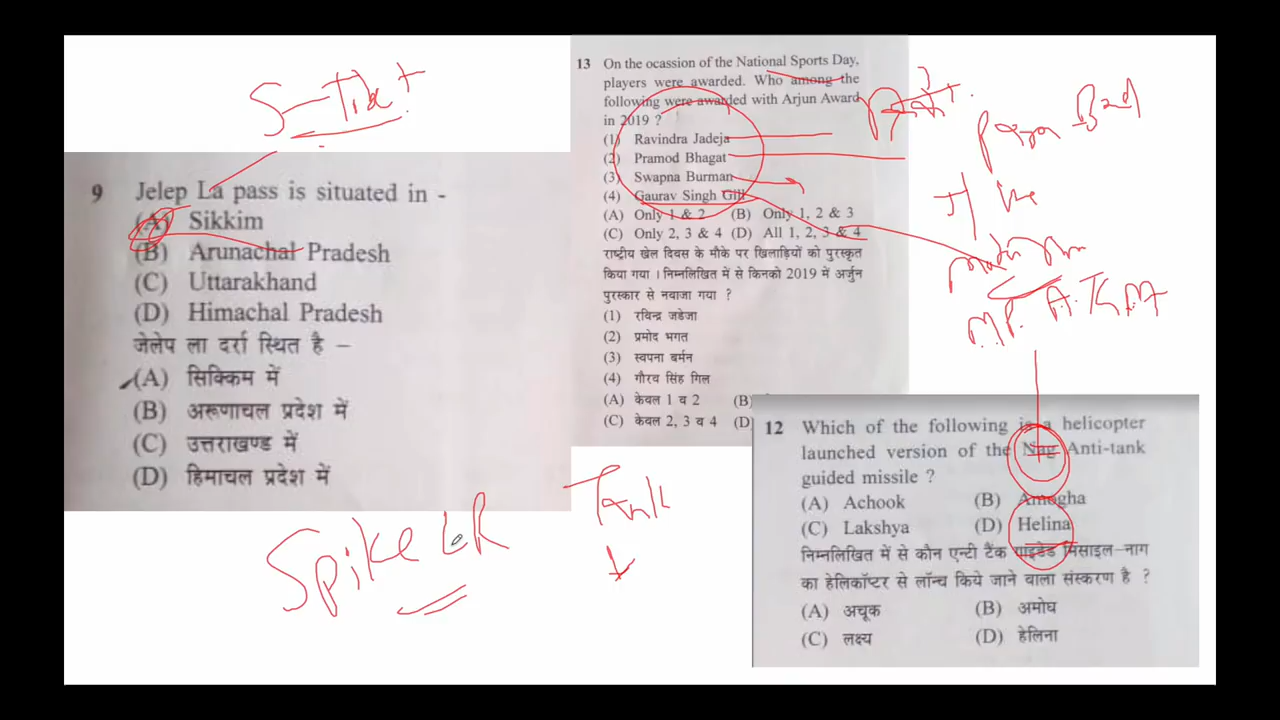 S-Tibet
9 Jelep La pass is situated in -
(A) Sikkim
(B) Arunachal Pradesh
(C) Uttarakhand
(D) Himachal Pradesh
जेलेप ला दर्रा स्थित है –
(A) सिक्किम में
(B) अरूणाचल प्रदेश में
(C) उत्तराखण्ड में
(D) हिमाचल प्रदेश में
13 On the ocassion of the National Sports Day,
players were awarded. Who among the
following were awarded with Arjun Award
in 2019 ?
(1) Ravindra Jadeja
(2) Pramod Bhagat
(3) Swapna Burman
(4) Gaurav Singh Gill
(A) Only 1 & 2 (B) Only 1, 2 & 3
(C) Only 2, 3 & 4 (D) All 1, 2, 3 & 4
राष्ट्रीय खेल दिवस के मौके पर खिलाड़ियों को पुरस्कृत
किया गया । निम्नलिखित में से किनको 2019 में अर्जुन
पुरस्कार से नवाजा गया ?
(1) रविन्द्र जडेजा
(2) प्रमोद भगत
(3) स्वपना बर्मन
(4) गौरव सिंह गिल
(A) केवल 1 व 2 (B)
(C) केवल 2, 3 व 4 (D)
Bad
M.P. A.T.G.M
12 Which of the following is a helicopter
launched version of the Nag Anti-tank
guided missile ?
(A) Achook (B) Amogha
(C) Lakshya (D) Helina
निम्नलिखित में से कौन एन्टी टैंक गाइडेड मिसाइल-नाग
का हेलिकॉप्टर से लॉन्च किये जाने वाला संस्करण है ?
(A) अचूक (B) अमोघ
(C) लक्ष्य (D) हेलिना
Spike LR
Tank